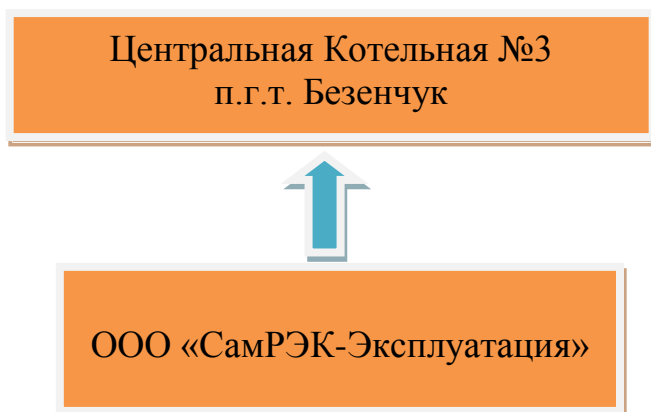 Центральная Котельная №3
п.г.т. Безенчук
ООО «СамРЭК-Эксплуатация»